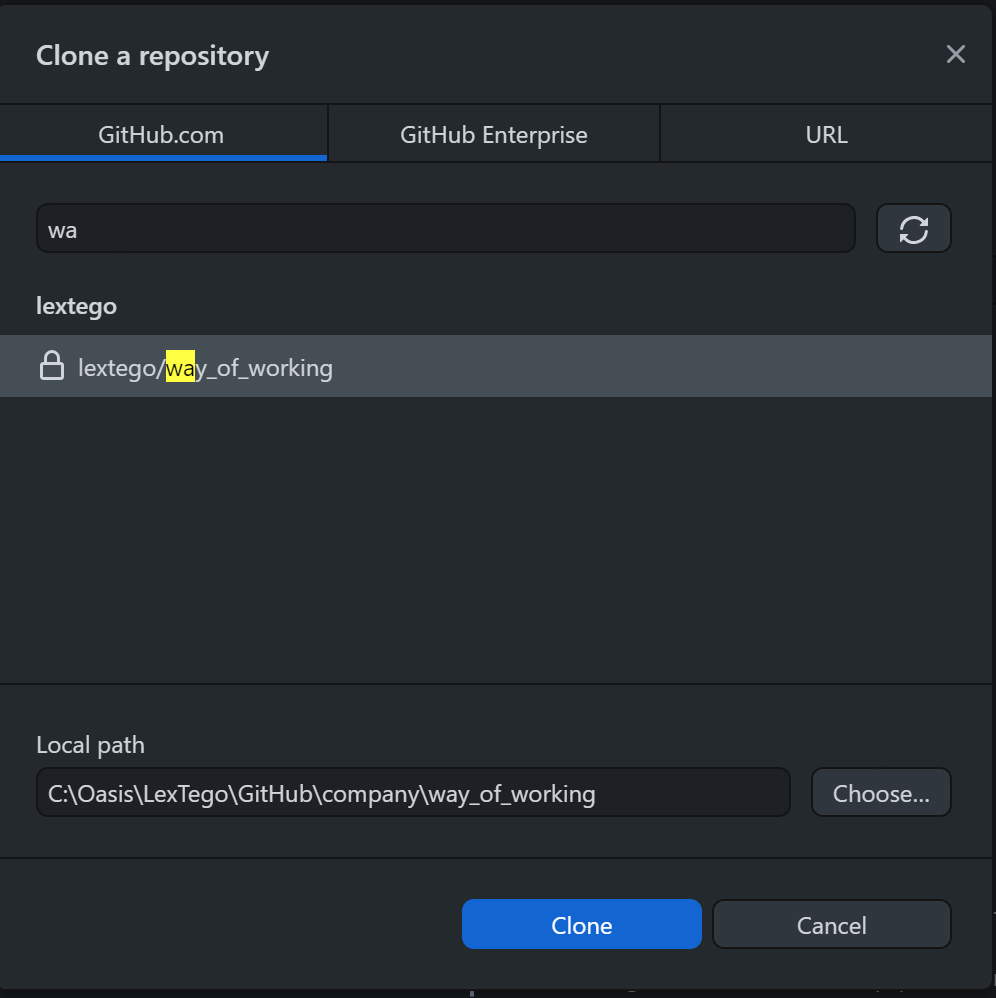 Clone a repository
GitHub.com
GitHub Enterprise
URL
wa
lextego
lextego/way_of_working
Local path
C:\Oasis\LexTego\GitHub\company\way_of_working
Choose...
Clone
Cancel